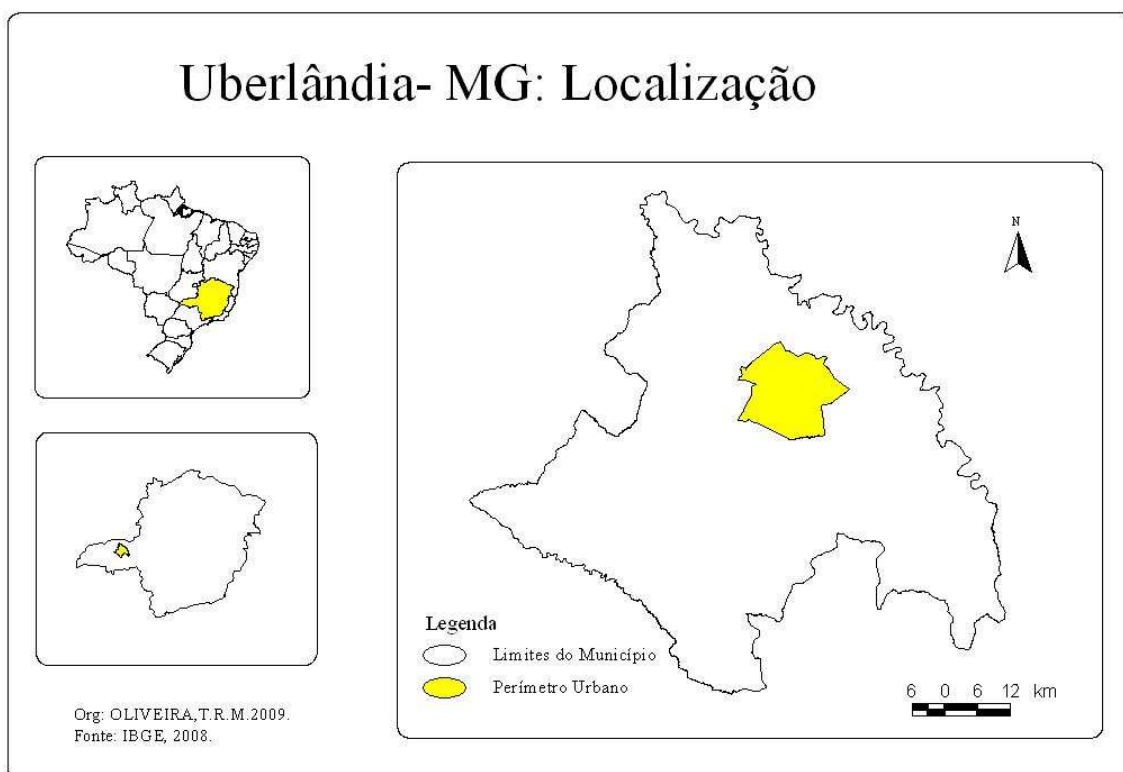 Uberlândia- MG: Localização
N
Legenda
Limites do Município
Perímetro Urbano
6 0 6 12 km
Org: OLIVEIRA,T.R.M.2009.
Fonte: IBGE, 2008.